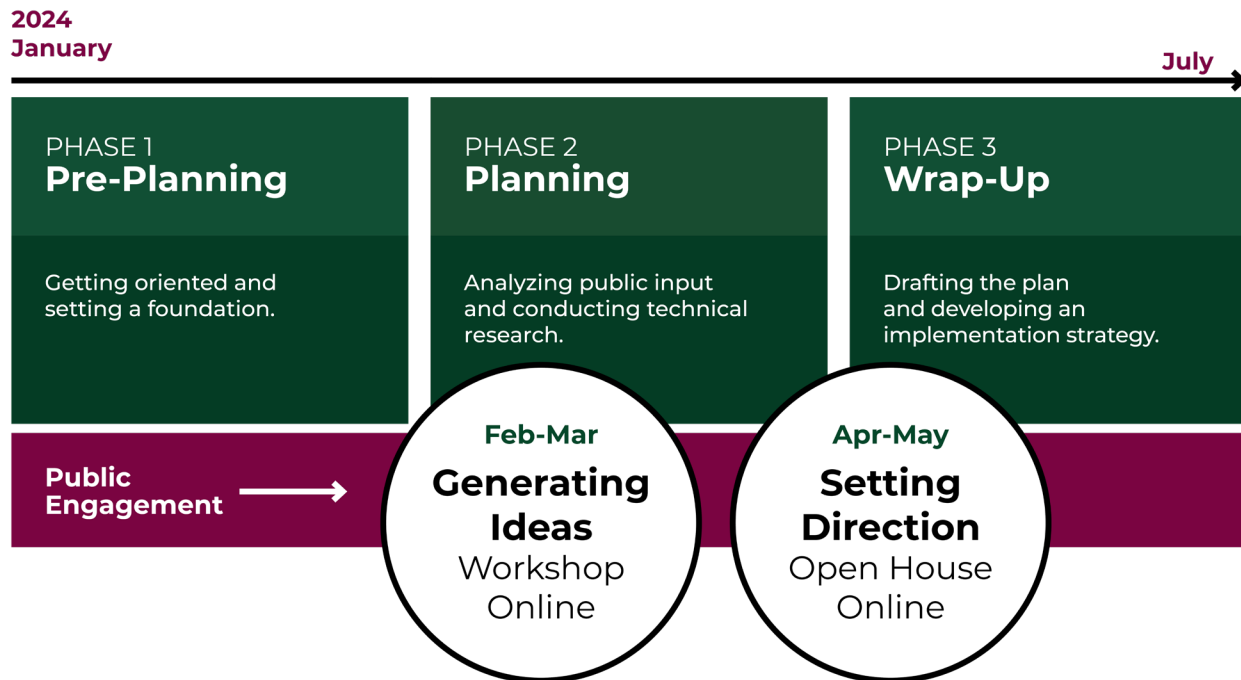 2024
January
July
PHASE 1
Pre-Planning
Getting oriented and
setting a foundation.
PHASE 2
Planning
Analyzing public input
and conducting technical
research.
PHASE 3
Wrap-Up
Drafting the plan
and developing an
implementation strategy.
Public
Engagement
Feb-Mar
Generating
Ideas
Workshop
Online
Apr-May
Setting
Direction
Open House
Online